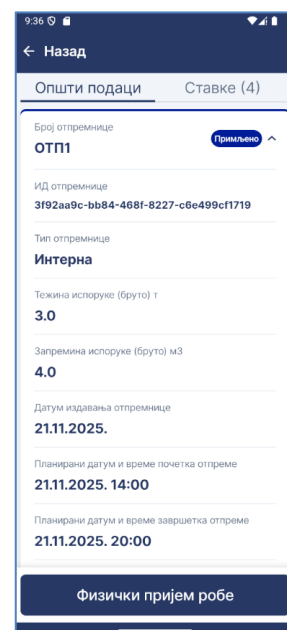 9:36
← Назад
Општи подаци Ставке (4)
Број отпремнице
ОТП1
Примљено
ИД отпремнице
3f92aa9c-bb84-468f-8227-c6e499cf1719
Тип отпремнице
Интерна
Тежина испоруке (бруто) т
3.0
Запремина испоруке (бруто) м3
4.0
Датум издавања отпремнице
21.11.2025.
Планирани датум и време почетка отпреме
21.11.2025. 14:00
Планирани датум и време завршетка отпреме
21.11.2025. 20:00
Физички пријем робе